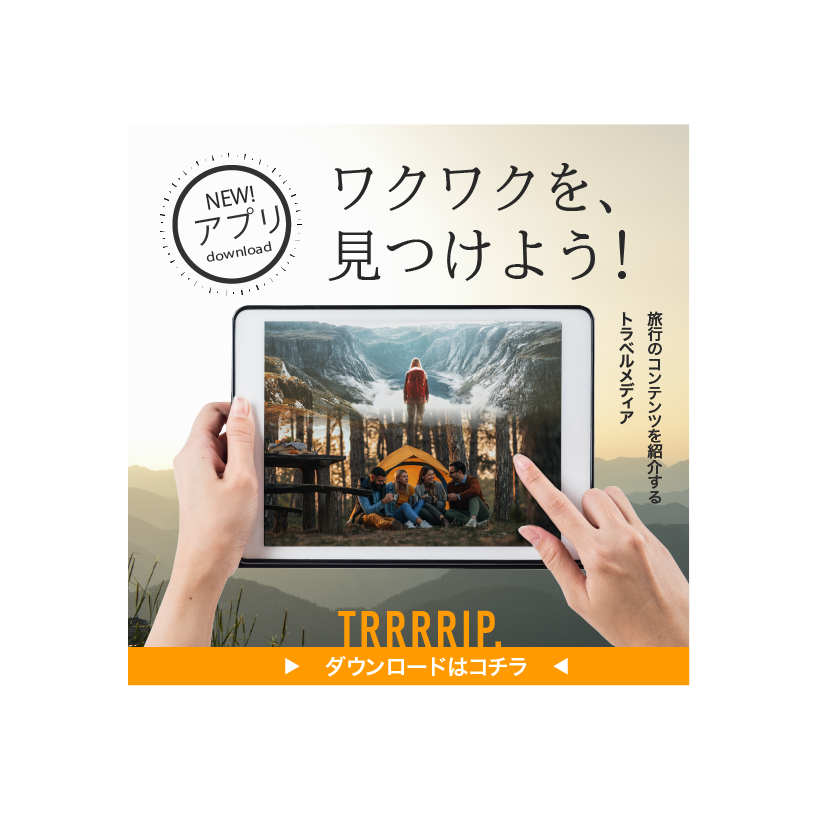 NEW!
アプリ
download
ワクワクを、
見つけよう!
旅行のコンテンツを紹介する
トラベルメディア
TRRRRIP.
▶ ダウンロードはコチラ ◀